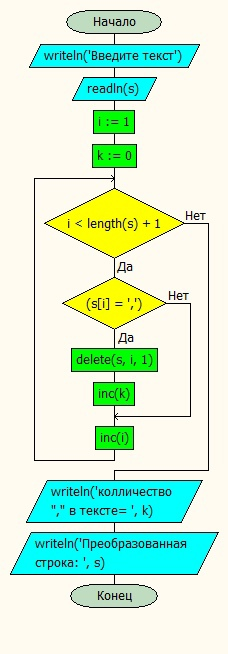 Начало
writeln('Введите текст')
readln(s)
i := 1
k := 0
i < length(s) + 1
Нет
Да
(s[i] = ',')
Нет
Да
delete(s, i, 1)
inc(k)
inc(i)
writeln('колличество
"," в тексте= ', k)
writeln('Преобразованная
строка: ', s)
Конец